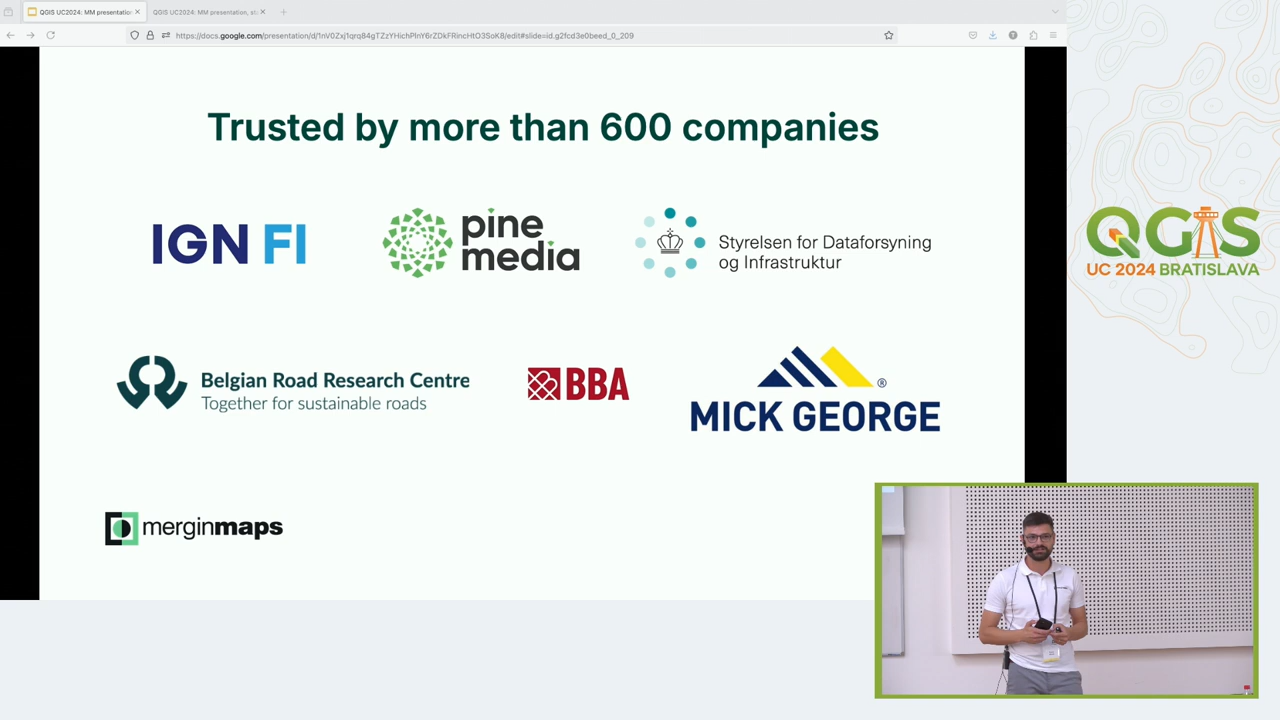 QGIS UC2024: MM presentation
QGIS UC2024: MM presentation, st
https://docs.google.com/presentation/d/1nV0Zxj1qrq84gTZzYHichPlnY6rZDkFRincHtO3SoK8/edit#slide=id.g2fcd3e0beed_0_209
Trusted by more than 600 companies
IGN FI
pine
media
Styrelsen for Dataforsyning
og Infrastruktur
Belgian Road Research Centre
Together for sustainable roads
BBA
®
MICK GEORGE
merginmaps
QGIS
UC 2024 BRATISLAVA